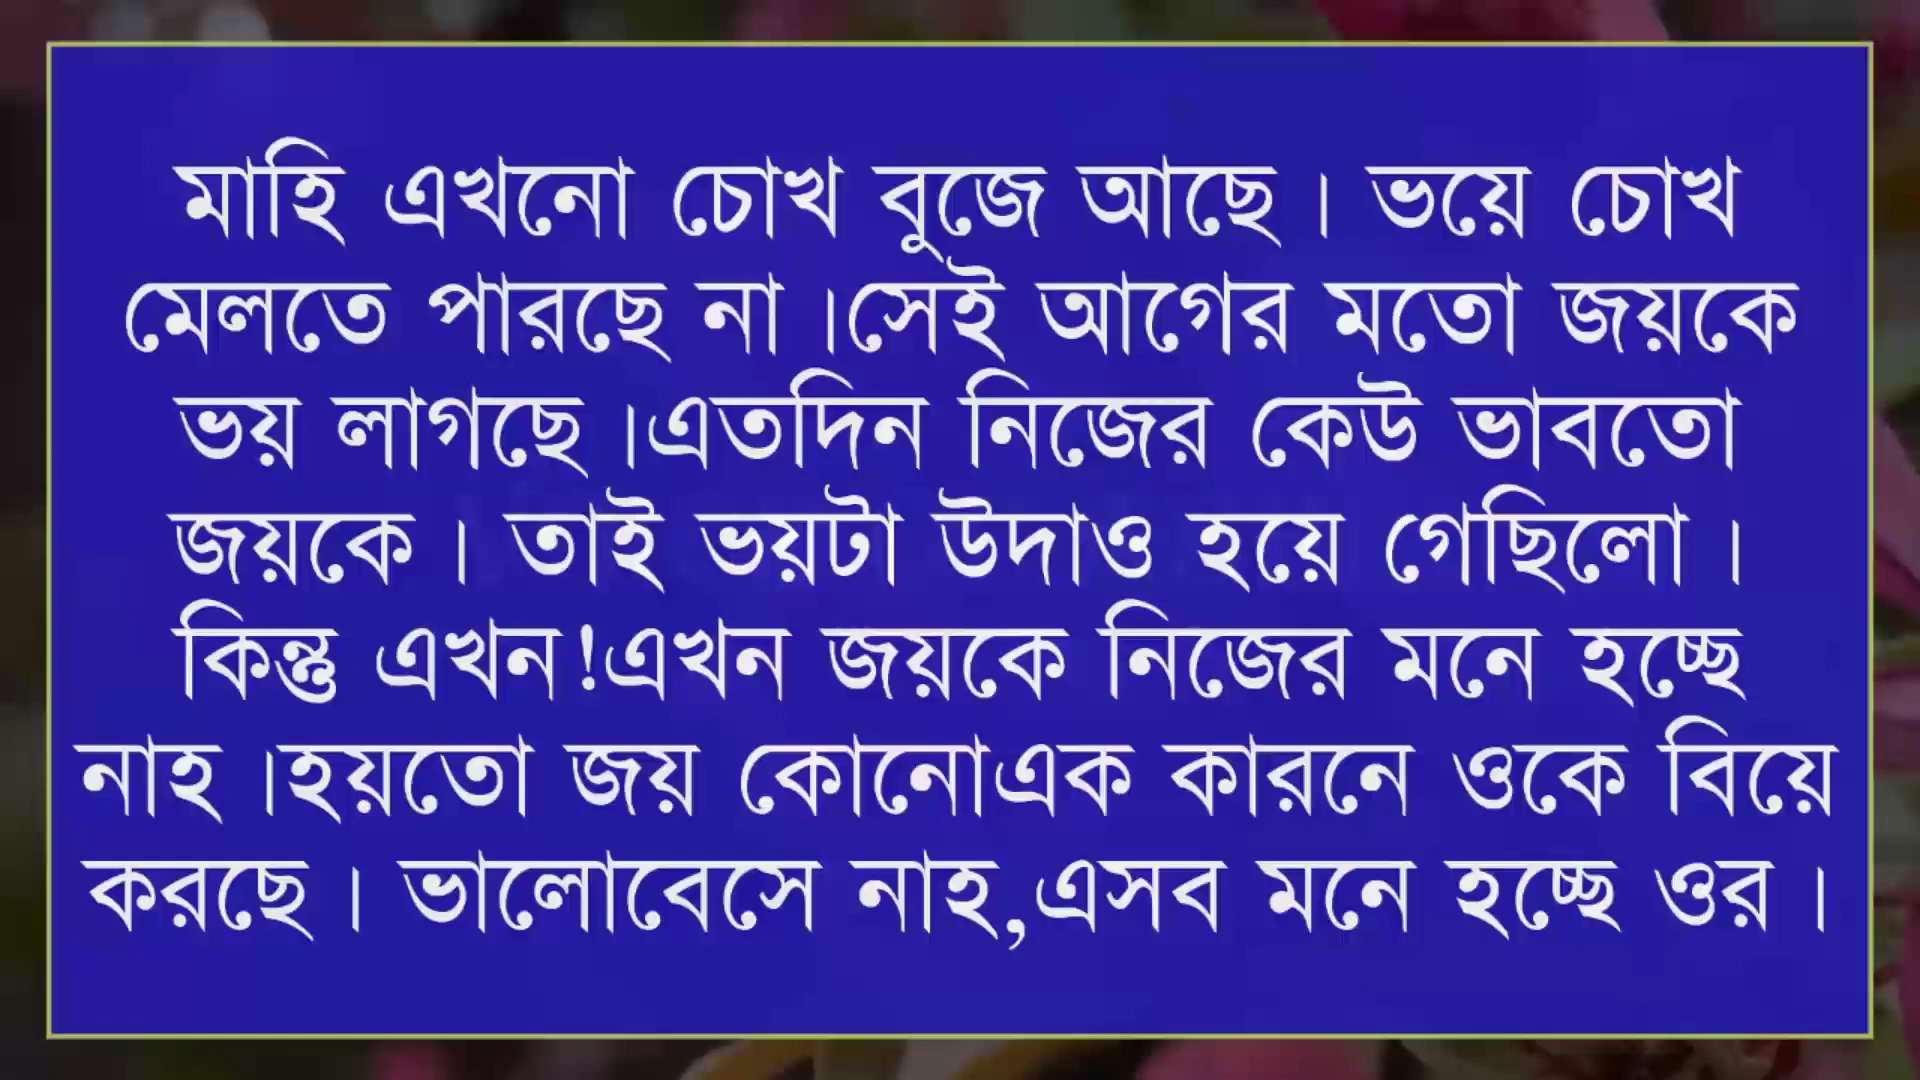 মাহি এখনো চোখ বুজে আছে । ভয়ে চোখ
মেলতে পারছে না ।সেই আগের মতো জয়কে
ভয় লাগছে ।এতদিন নিজের কেউ ভাবতো
জয়কে । তাই ভয়টা উদাও হয়ে গেছিলো ।
কিন্তু এখন!এখন জয়কে নিজের মনে হচ্ছে
নাহ ।হয়তো জয় কোনোএক কারনে ওকে বিয়ে
করছে । ভালোবেসে নাহ,এসব মনে হচ্ছে ওর ।